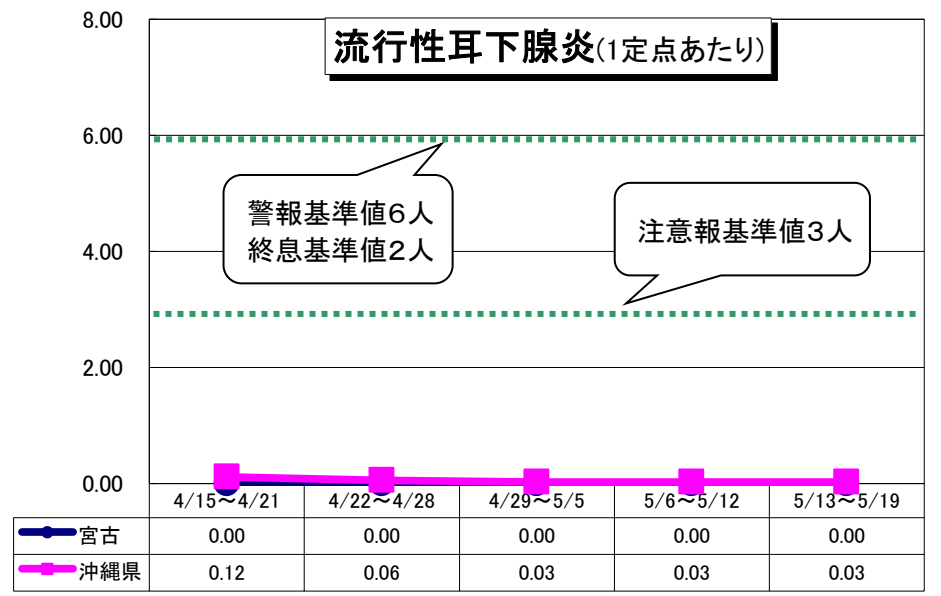 流行性耳下腺炎(1定点あたり)
8.00
6.00
警報基準値6人
終息基準値2人
注意報基準値3人
4.00
2.00
0.00
4/15～4/21 4/22～4/28 4/29～5/5 5/6～5/12 5/13～5/19
宮古 0.00 0.00 0.00 0.00 0.00
沖縄県 0.12 0.06 0.03 0.03 0.03